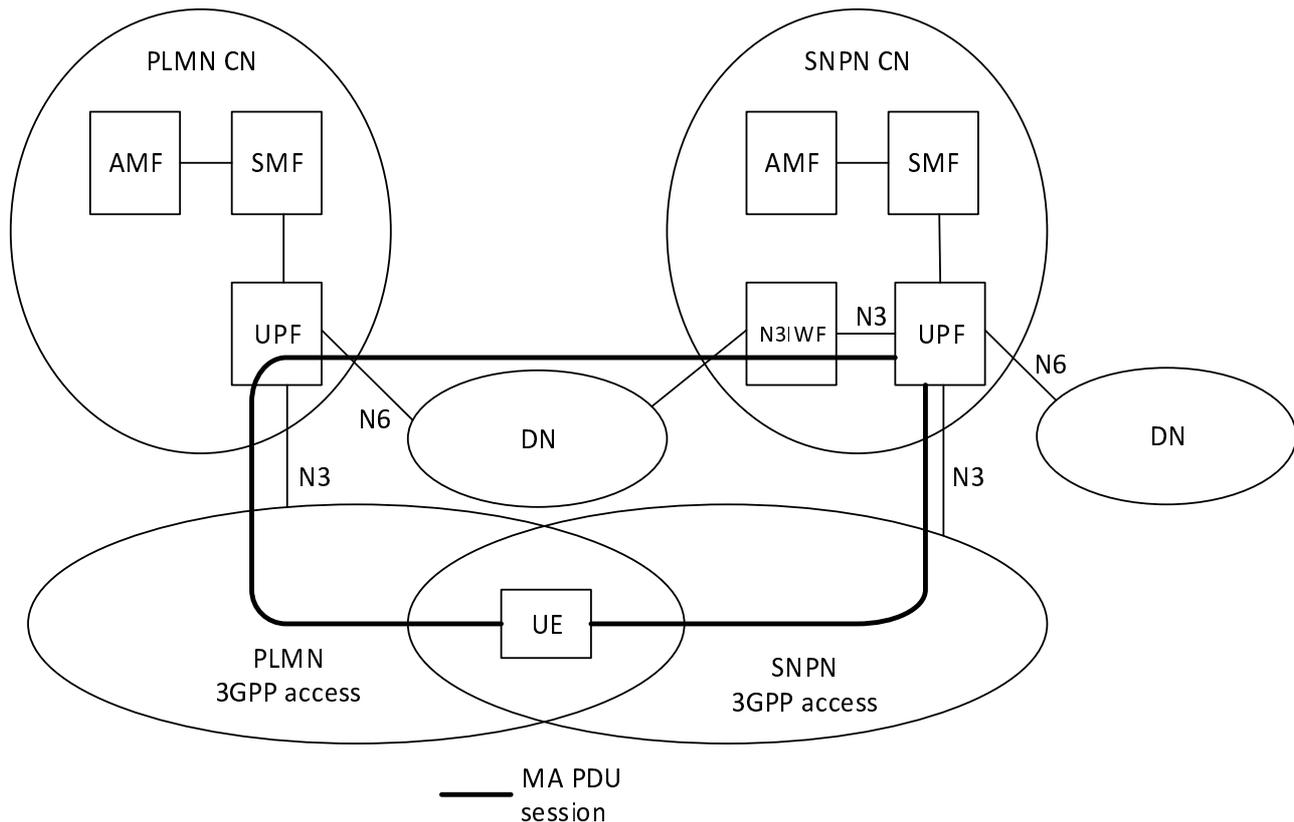 PLMN CN
SNPN CN
AMF
SMF
AMF
SMF
UPF
N3IWF
N3
UPF
N6
N6
DN
DN
N3
N3
UE
PLMN
3GPP access
SNPN
3GPP access
MA PDU
session